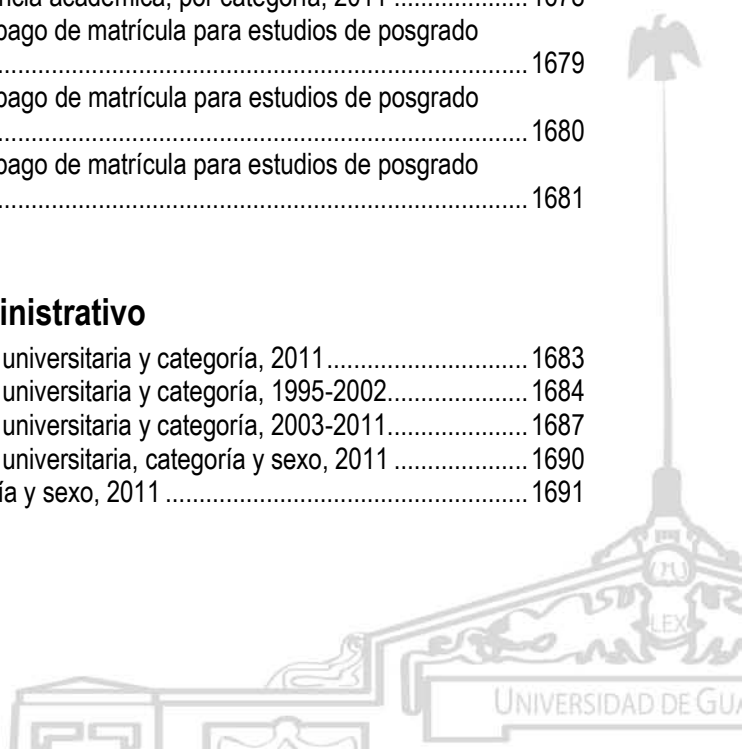 ncia académica, por categoría, 2011 .................... 1678
pago de matrícula para estudios de posgrado
................................................................................ 1679
pago de matrícula para estudios de posgrado
................................................................................ 1680
pago de matrícula para estudios de posgrado
................................................................................ 1681
inistrativo
universitaria y categoría, 2011 .............................. 1683
universitaria y categoría, 1995-2002..................... 1684
universitaria y categoría, 2003-2011..................... 1687
universitaria, categoría y sexo, 2011 .................... 1690
ía y sexo, 2011 ...................................................... 1691
LEX
UNIVERSIDAD DE GUA